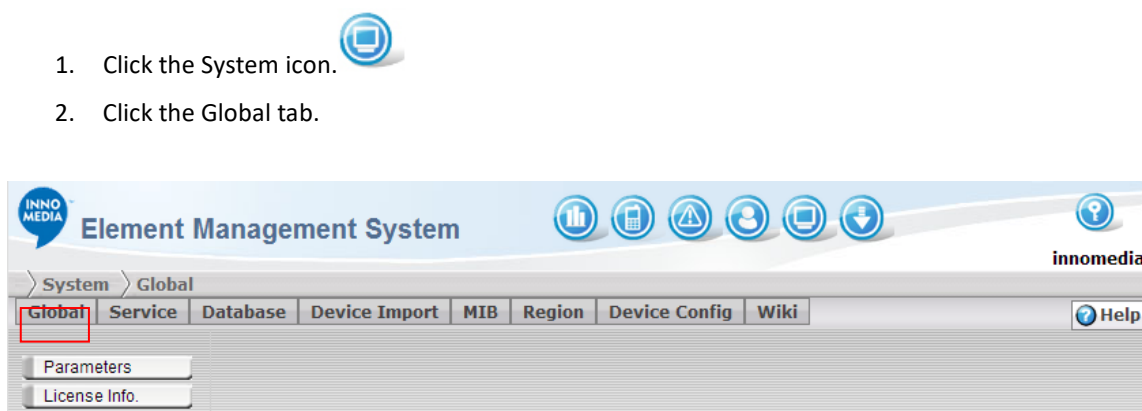 1. Click the System icon.
2. Click the Global tab.
INNO
MEDIA
Element Management System
innomedia
System Global
Global Service Database Device Import MIB Region Device Config Wiki Help
Parameters
License Info.